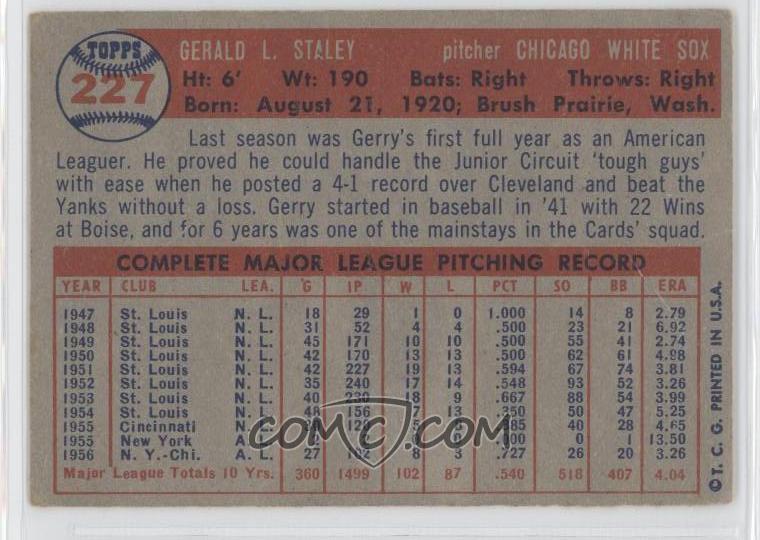 TOPPS
227
GERALD L. STALEY pitcher CHICAGO WHITE SOX
Ht: 6' Wt: 190 Bats: Right Throws: Right
Born: August 21, 1920; Brush Prairie, Wash.
Last season was Gerry's first full year as an American
Leaguer. He proved he could handle the Junior Circuit 'tough guys'
with ease when he posted a 4-1 record over Cleveland and beat the
Yanks without a loss. Gerry started in baseball in '41 with 22 Wins
at Boise, and for 6 years was one of the mainstays in the Cards' squad.
COMPLETE MAJOR LEAGUE PITCHING RECORD
YEAR CLUB LEA. G IP W L PCT SO BB ERA
1947 St. Louis N. L. 18 29 1 0 1.000 14 8 2.79
1948 St. Louis N. L. 31 52 4 4 .500 23 21 6.92
1949 St. Louis N. L. 45 171 10 10 .500 55 41 2.74
1950 St. Louis N. L. 42 170 13 13 .500 62 61 4.98
1951 St. Louis N. L. 42 227 19 13 .594 67 74 3.81
1952 St. Louis N. L. 35 240 17 14 .548 93 52 3.26
1953 St. Louis N. L. 40 230 18 9 .667 88 54 3.99
1954 St. Louis N. L. 48 156 7 13 .350 50 47 5.25
1955 Cincinnati N. 120 5 .385 40 28 4.65
1955 New York A. 0 1 13.50
1956 N. Y.-Chi. A. L. 27 102 8 3 .727 26 20 3.26
Major League Totals 10 Yrs. 360 1499 102 87 .540 518 407 4.04
© T. C. G. PRINTED IN U.S.A.
COMC.COM